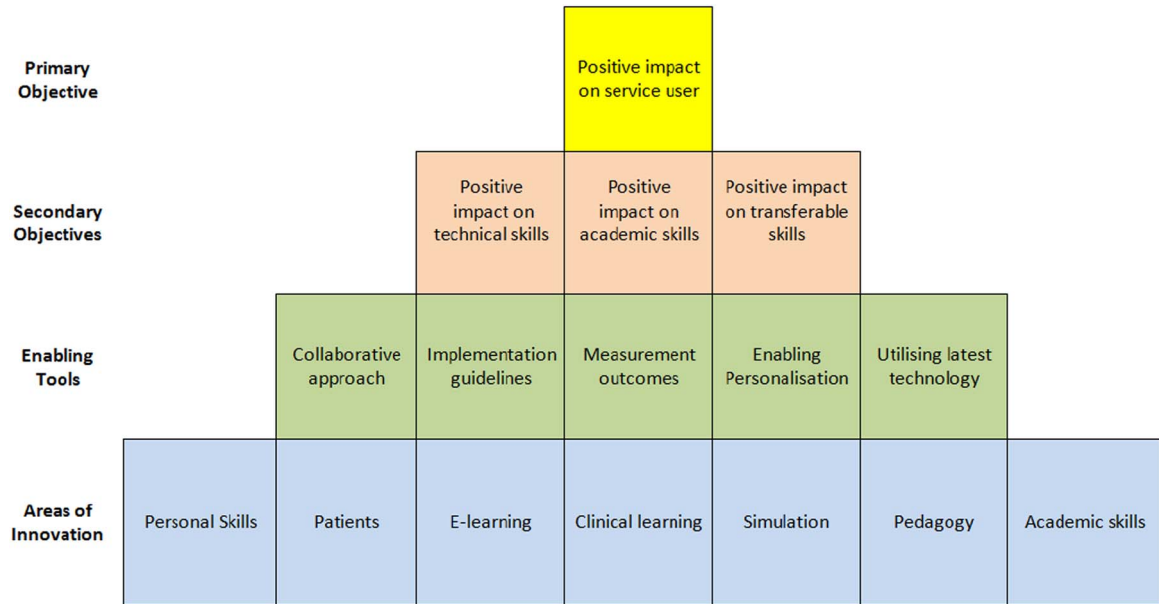 Primary
Objective
Positive impact
on service user
Secondary
Objectives
Positive
impact on
technical skills
Positive
impact on
academic skills
Positive impact
on transferable
skills
Enabling
Tools
Collaborative
approach
Implementation
guidelines
Measurement
outcomes
Enabling
Personalisation
Utilising latest
technology
Areas of
Innovation
Personal Skills
Patients
E-learning
Clinical learning
Simulation
Pedagogy
Academic skills